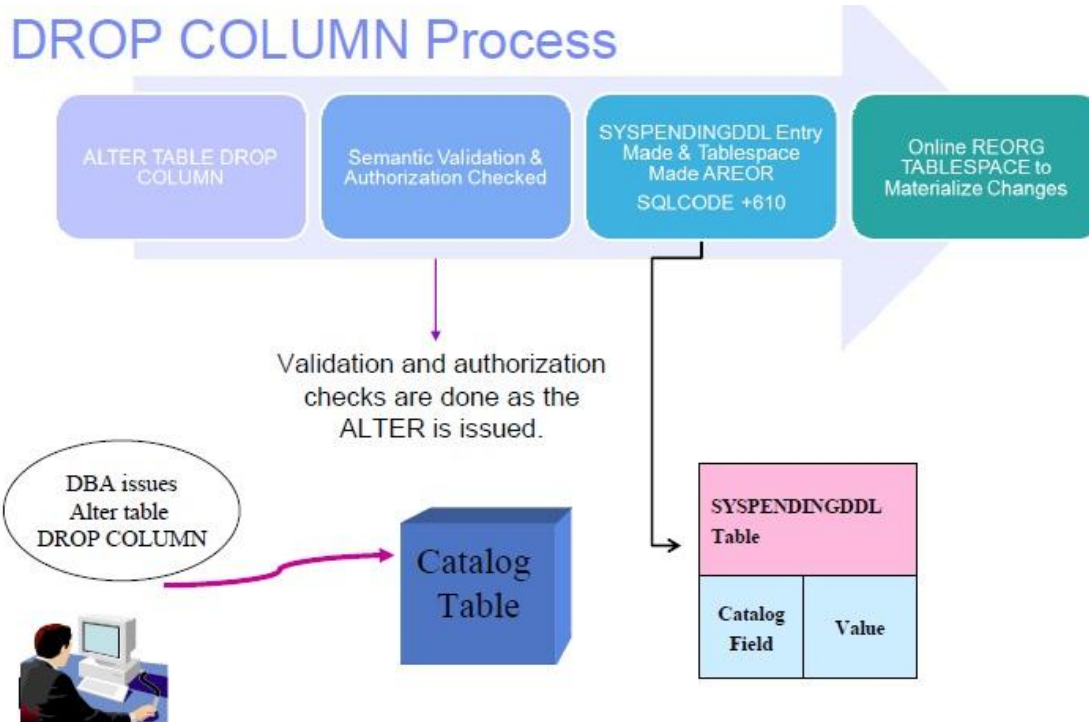 DROP COLUMN Process
ALTER TABLE DROP
COLUMN
Semantic Validation &
Authorization Checked
SYSPENDINGDDL Entry
Made & Tablespace
Made AREOR
SQLCODE +610
Online REORG
TABLESPACE to
Materialize Changes
Validation and authorization
checks are done as the
ALTER is issued.
DBA issues
Alter table
DROP COLUMN
Catalog
Table
SYSPENDINGDDL
Table
Catalog
Field
Value